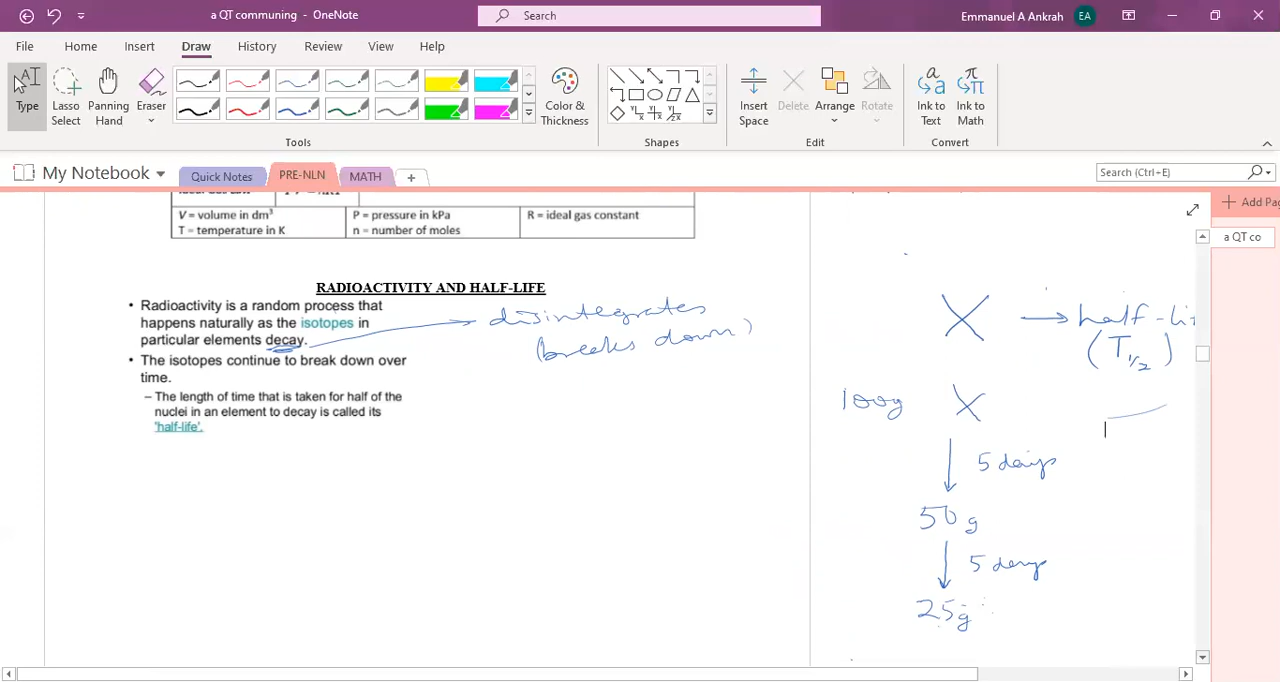 a QT communing - OneNote
Search
Emmanuel A Ankrah
EA
File
Home
Insert
Draw
History
Review
View
Help
Type
Lasso Select
Panning Hand
Eraser
Color & Thickness
Insert Space
Delete
Arrange
Rotate
Ink to Text
Ink to Math
Tools
Shapes
Edit
Convert
My Notebook
Quick Notes
PRE-NLN
MATH
Search (Ctrl+E)
Add Pag
a QT co
V = volume in dm³
T = temperature in K
P = pressure in kPa
n = number of moles
R = ideal gas constant
RADIOACTIVITY AND HALF-LIFE
• Radioactivity is a random process that
happens naturally as the isotopes in
particular elements decay.
• The isotopes continue to break down over
time.
– The length of time that is taken for half of the
nuclei in an element to decay is called its
'half-life'.
disintegrates
(breaks down)
X → half-li
(T1/2)
100g X
5 days
50g
5 days
25g